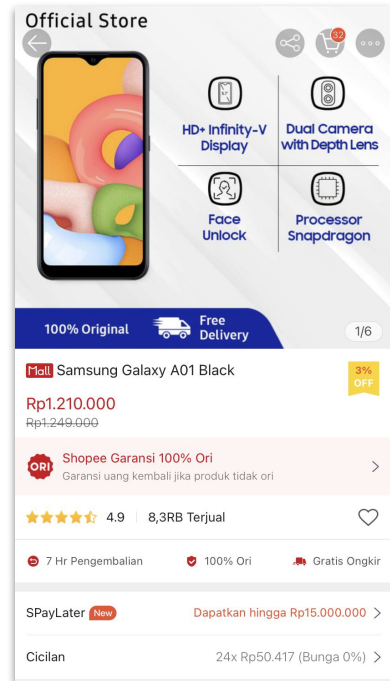 Official Store
32
5.7"
HD+ Infinity-V
Display
Dual Camera
with Depth Lens
Face
Unlock
Processor
Snapdragon
100% Original
Free
Delivery
1/6
Mall Samsung Galaxy A01 Black
3%
OFF
Rp1.210.000
Rp1.249.000
ORI
Shopee Garansi 100% Ori
Garansi uang kembali jika produk tidak ori
4.9
8,3RB Terjual
7 Hr Pengembalian
100% Ori
Gratis Ongkir
SPayLater New
Dapatkan hingga Rp15.000.000 >
Cicilan
24x Rp50.417 (Bunga 0%) >